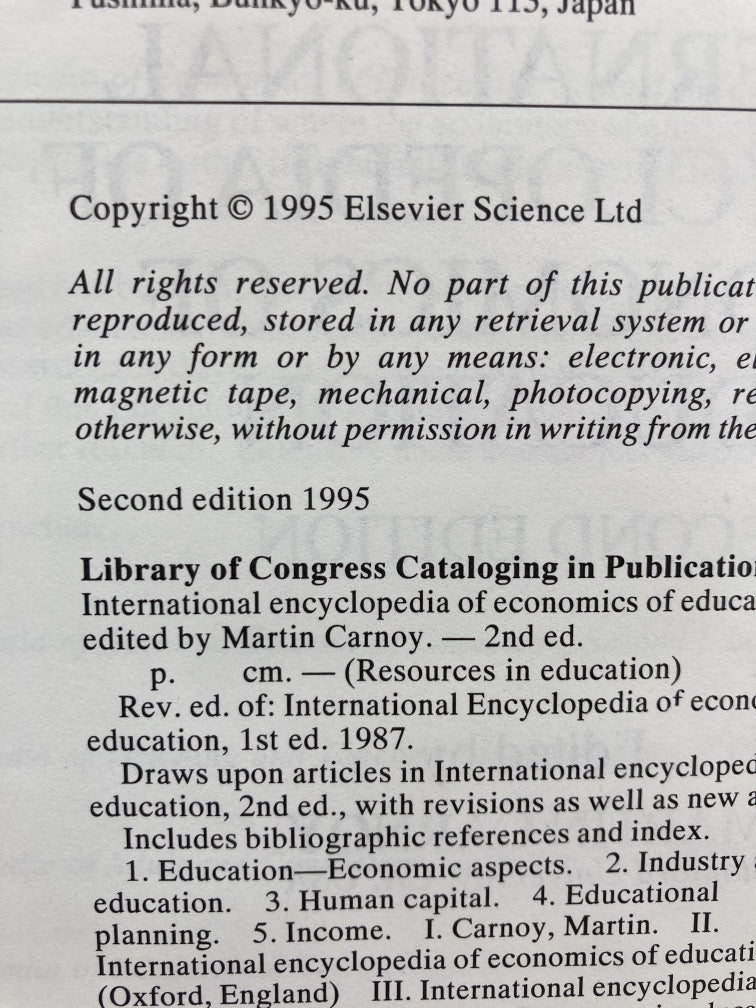 Tokyo 113, Japan
Copyright © 1995 Elsevier Science Ltd
All rights reserved. No part of this
reproduced, stored in any retrieval system or
in any form or by any means: electronic,
magnetic tape, mechanical, photocopying,
otherwise, without permission in writing from the
Second edition 1995
Library of Congress Cataloging in
International encyclopedia of economics of
edited by Martin Carnoy. — 2nd ed.
p. cm. — (Resources in education)
Rev. ed. of: International Encyclopedia of
education, 1st ed. 1987.
Draws upon articles in International
education, 2nd ed., with revisions as well as new
Includes bibliographic references and index.
1. Education—Economic aspects. 2. Industry
education. 3. Human capital. 4. Educational
planning. 5. Income. I. Carnoy, Martin. II.
International encyclopedia of economics of
(Oxford, England) III. International encyclopedia